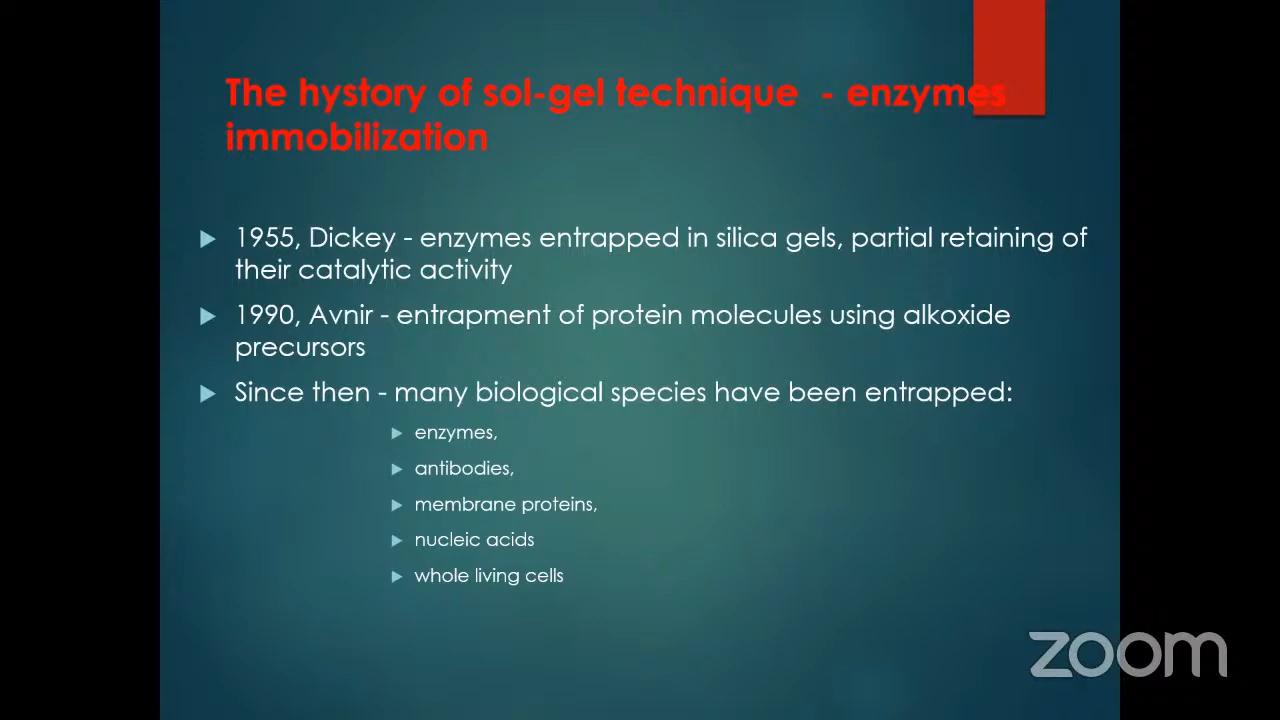 The hystory of sol-gel technique - enzymes
immobilization
1955, Dickey - enzymes entrapped in silica gels, partial retaining of
their catalytic activity
1990, Avnir - entrapment of protein molecules using alkoxide
precursors
Since then - many biological species have been entrapped:
enzymes,
antibodies,
membrane proteins,
nucleic acids
whole living cells
zoom